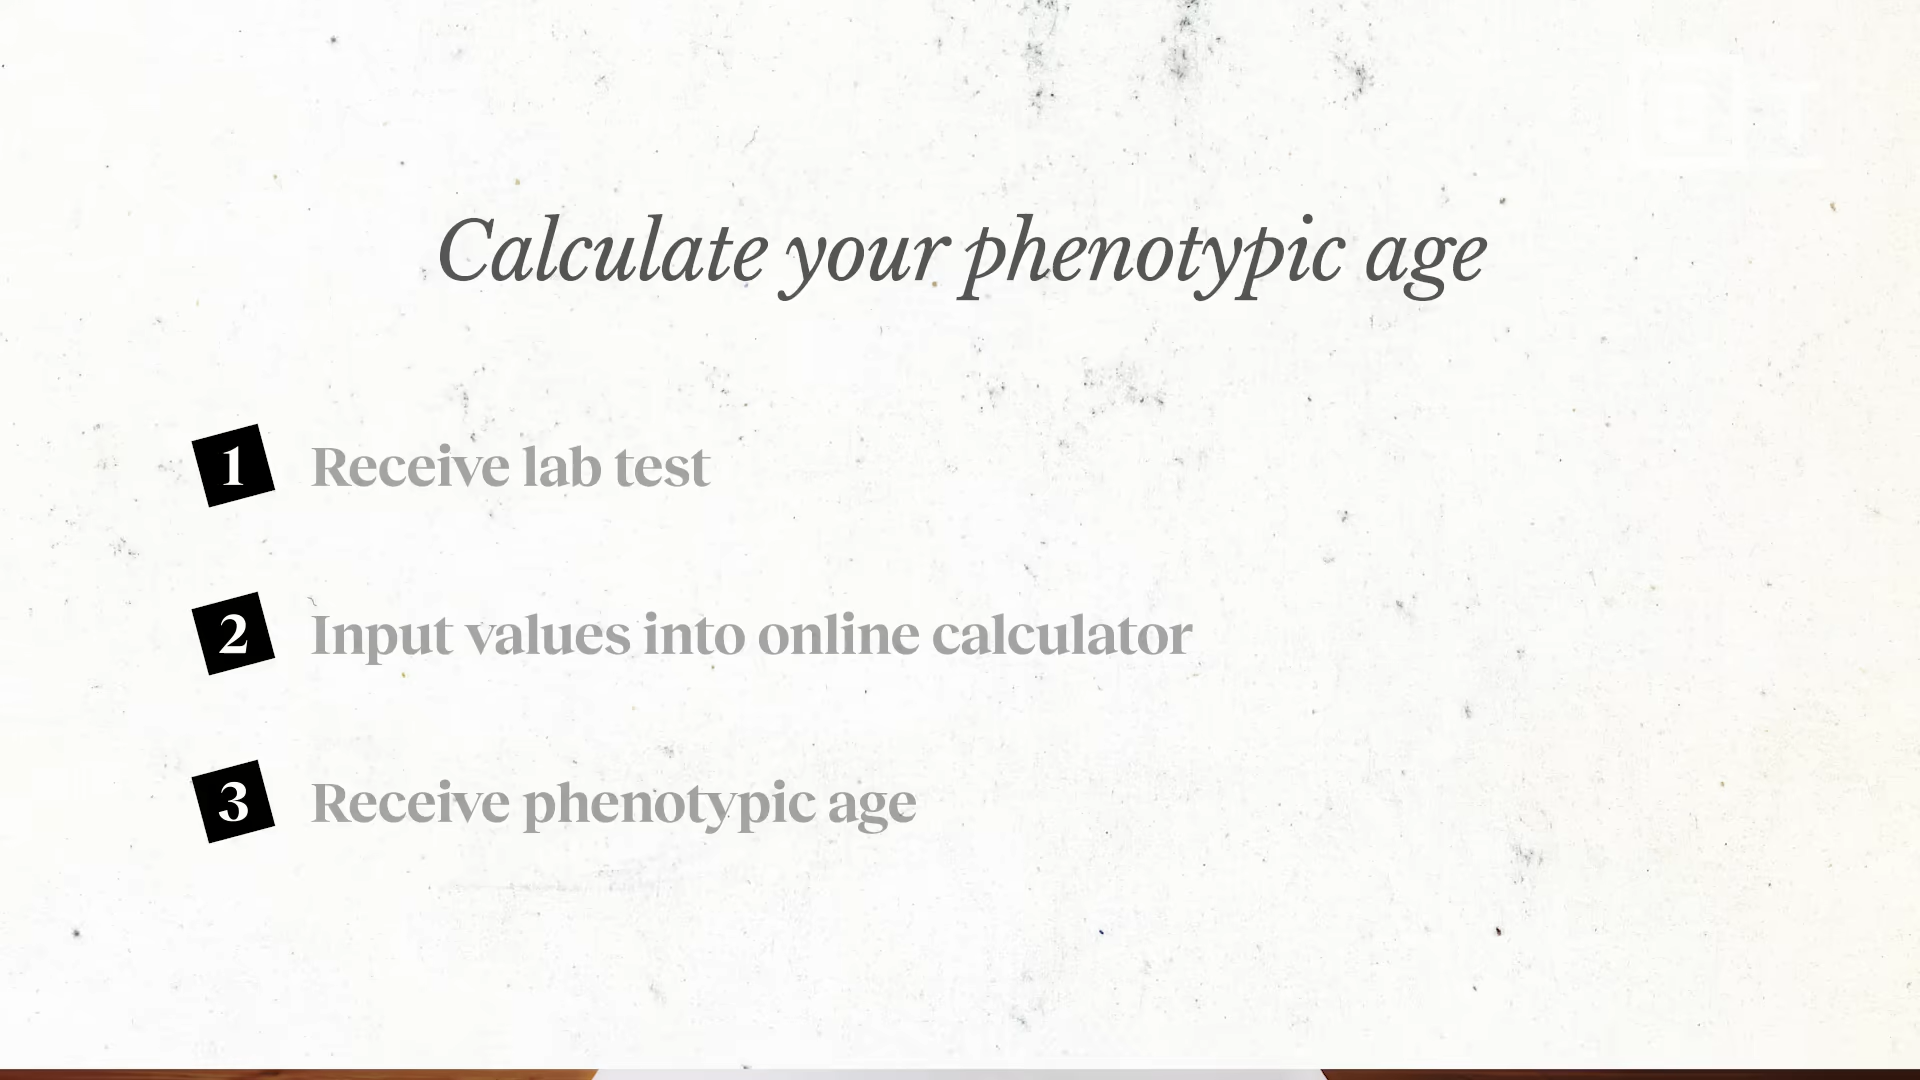 Calculate your phenotypic age
1 Receive lab test
2 Input values into online calculator
3 Receive phenotypic age